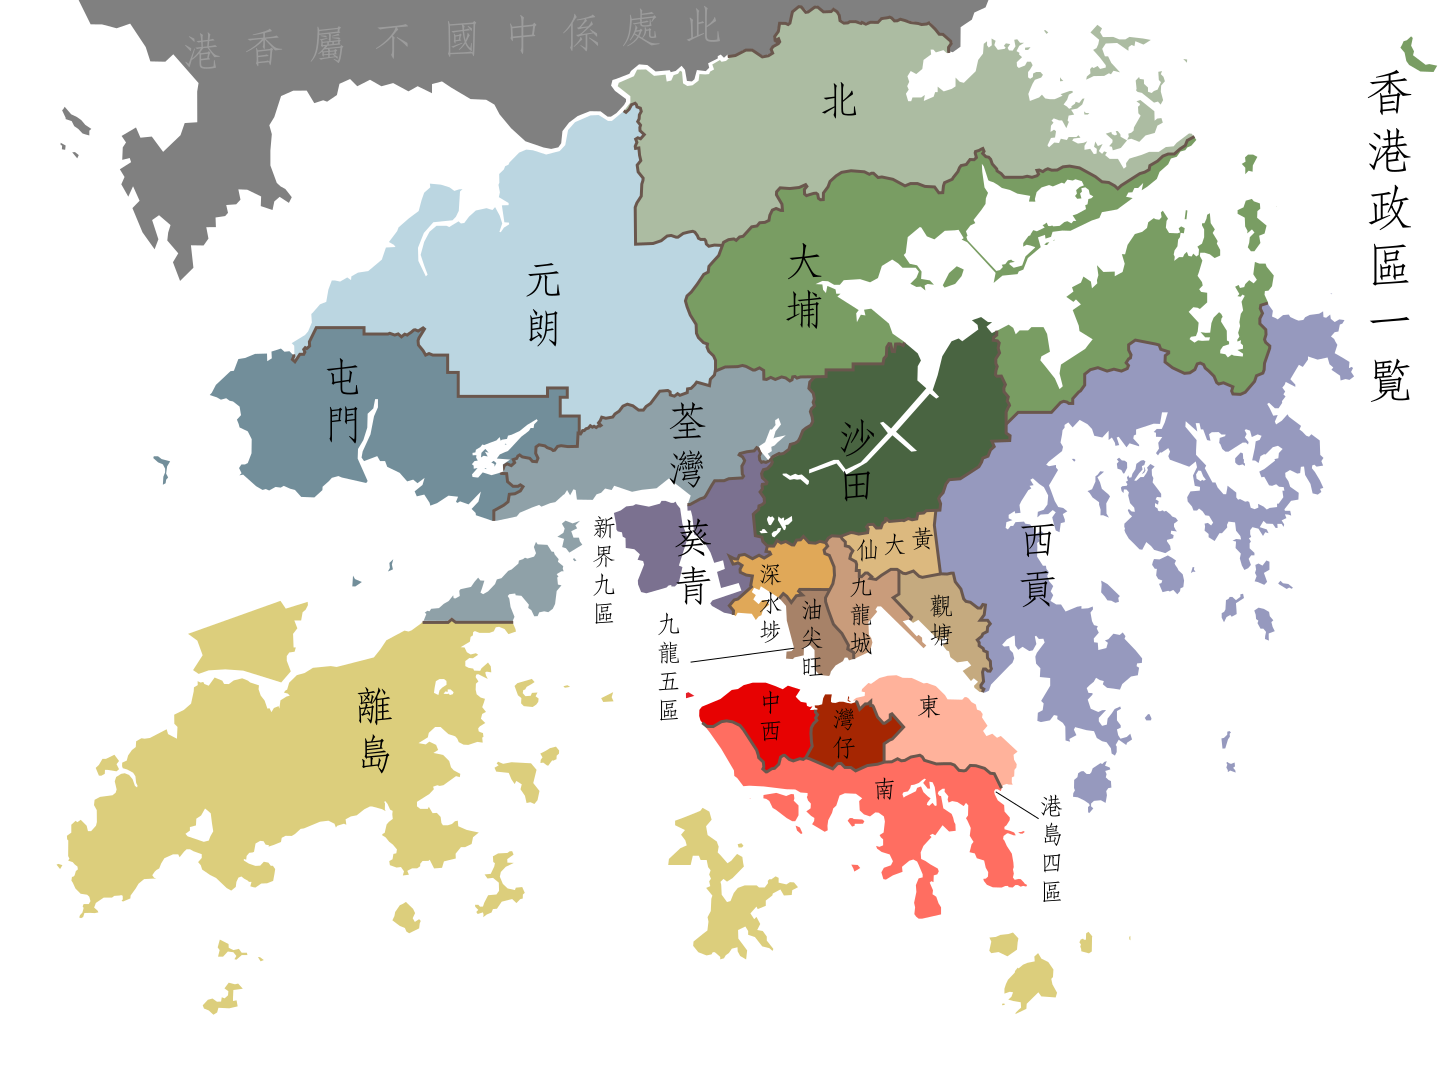 香港政區一覽
此處係中國不屬香港
北
大埔
元朗
屯門
荃灣
沙田
葵青
西貢
新界九區
黃大仙
深水埗
九龍城
油尖旺
觀塘
九龍五區
離島
中西
灣仔
東
南
港島四區